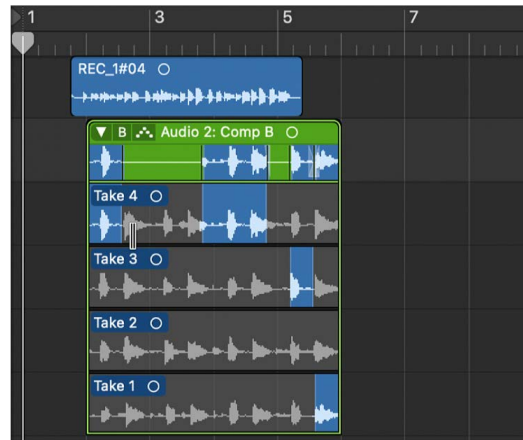 1 3 5 7
REC_1#04
B Audio 2: Comp B
Take 4
Take 3
Take 2
Take 1